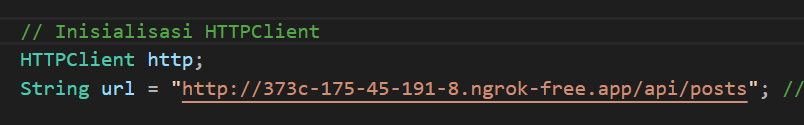 // Inisialisasi HTTPClient
HTTPClient http;
String url = "http://373c-175-45-191-8.ngrok-free.app/api/posts"; //